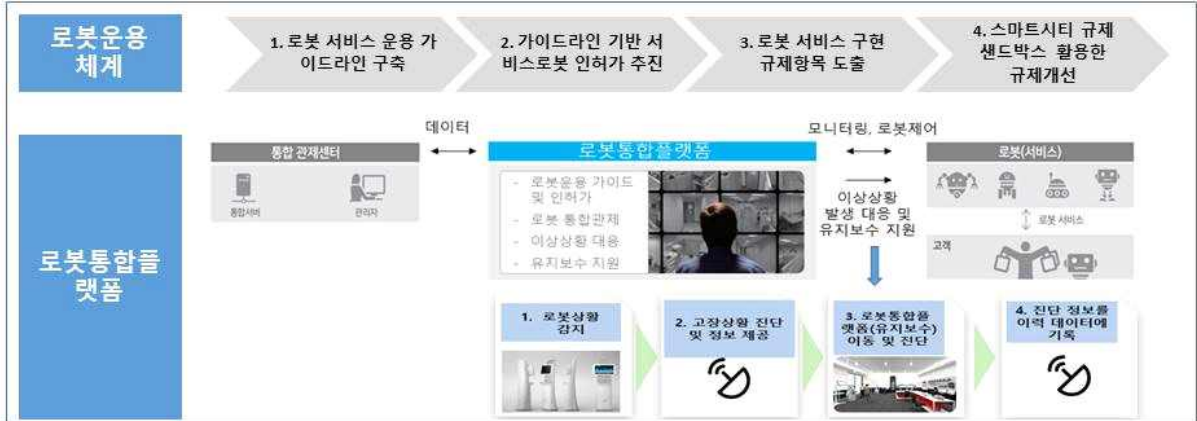 로봇운용
체계
1. 로봇 서비스 운용 가
이드라인 구축
2. 가이드라인 기반 서
비스로봇 인허가 추진
3. 로봇 서비스 구현
규제항목 도출
4. 스마트시티 규제
샌드박스 활용한
규제개선
로봇통합플
랫폼
통합 관제센터
통합서버
관리자
데이터
로봇통합플랫폼
- 로봇운용 가이드
및 인허가
- 로봇 통합관제
- 이상상황 대응
- 유지보수 지원
모니터링, 로봇제어
이상상황
발생 대응 및
유지보수 지원
로봇(서비스)
로봇 서비스
고객
1. 로봇상황
감지
2. 고장상황 진단
및 정보 제공
3. 로봇통합플
랫폼(유지보수)
이동 및 진단
4. 진단 정보를
이력 데이터에
기록